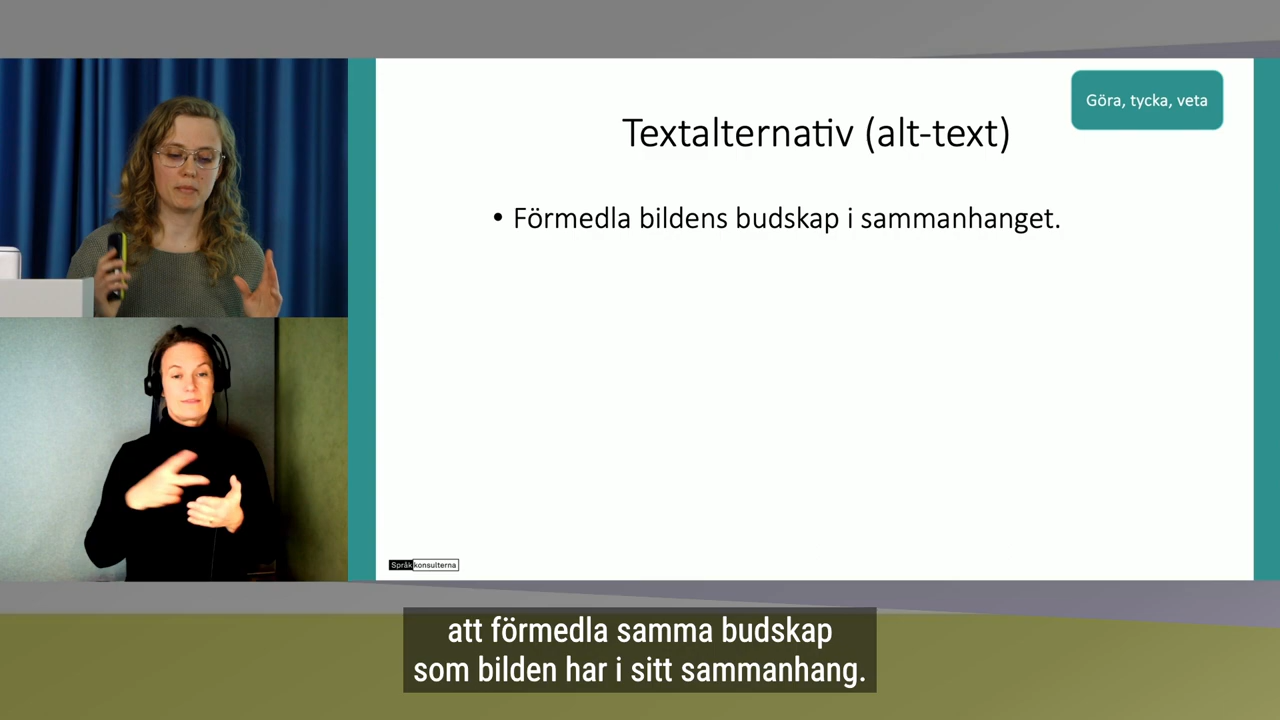 Göra, tycka, veta
Textalternativ (alt-text)
• Förmedla bildens budskap i sammanhanget.
Språkkonsulterna
att förmedla samma budskap
som bilden har i sitt sammanhang.